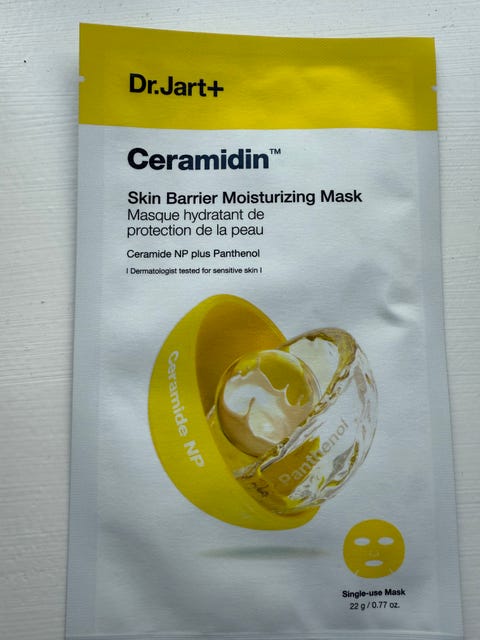 Dr.Jart+
Ceramidin™
Skin Barrier Moisturizing Mask
Masque hydratant de
protection de la peau
Ceramide NP plus Panthenol
I Dermatologist tested for sensitive skin I
Ceramide NP
Panthenol
Single-use Mask
22 g / 0.77 oz.